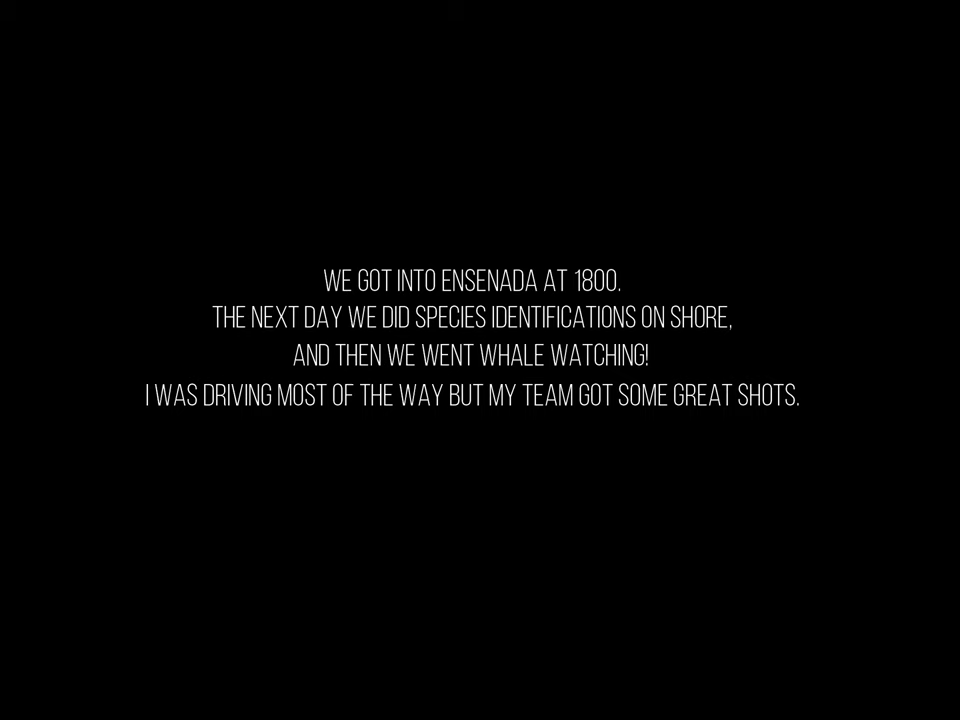 WE GOT INTO ENSENADA AT 1800.
THE NEXT DAY WE DID SPECIES IDENTIFICATIONS ON SHORE,
AND THEN WE WENT WHALE WATCHING!
I WAS DRIVING MOST OF THE WAY BUT MY TEAM GOT SOME GREAT SHOTS.